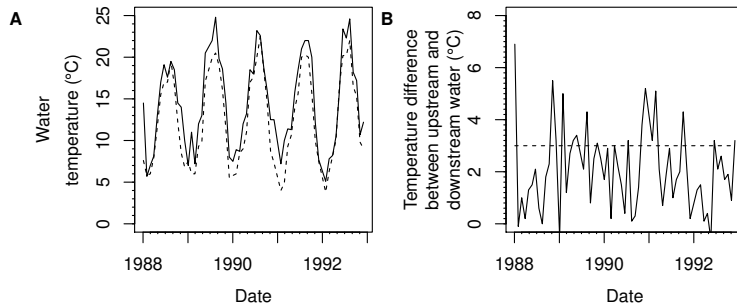 A
Water
temperature (°C)
0
5
10
15
20
25
1988
1990
1992
Date
B
Temperature difference
between upstream and
downstream water (°C)
0
2
4
6
8
1988
1990
1992
Date